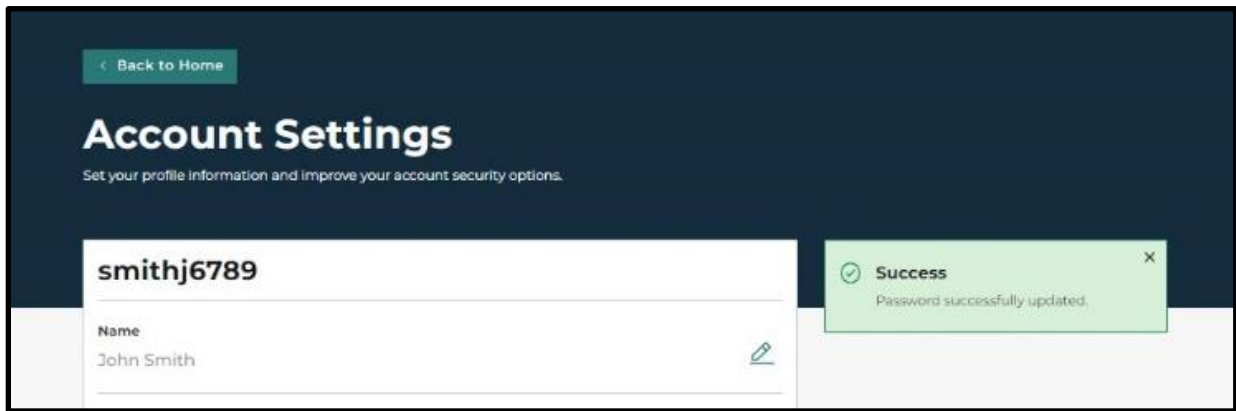 Back to Home
Account Settings
Set your profile information and improve your account security options.
smithj6789
Name
John Smith
Success
Password successfully updated.